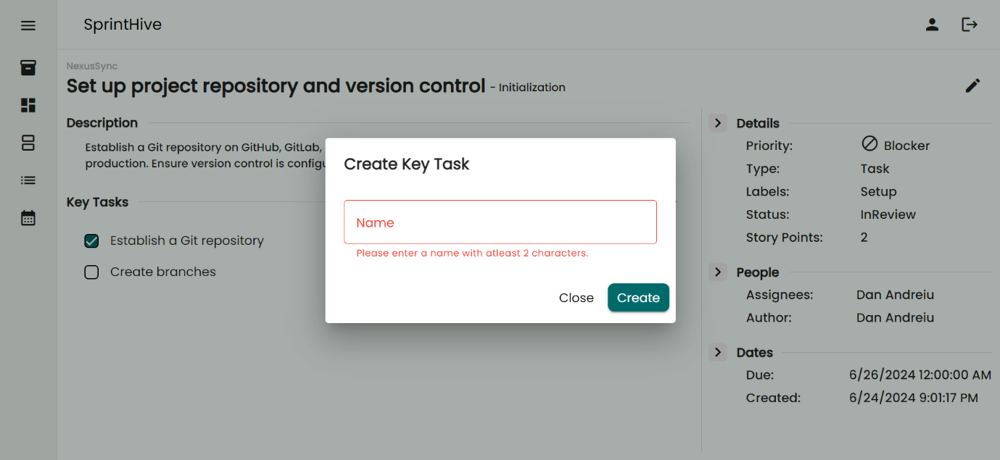 SprintHive
NexusSync
Set up project repository and version control - Initialization
Description
Establish a Git repository on GitHub, GitLab,
production. Ensure version control is configu
Key Tasks
Establish a Git repository
Create branches
Create Key Task
Name
Please enter a name with atleast 2 characters.
Close Create
Details
Priority: Blocker
Type: Task
Labels: Setup
Status: InReview
Story Points: 2
People
Assignees: Dan Andreiu
Author: Dan Andreiu
Dates
Due: 6/26/2024 12:00:00 AM
Created: 6/24/2024 9:01:17 PM